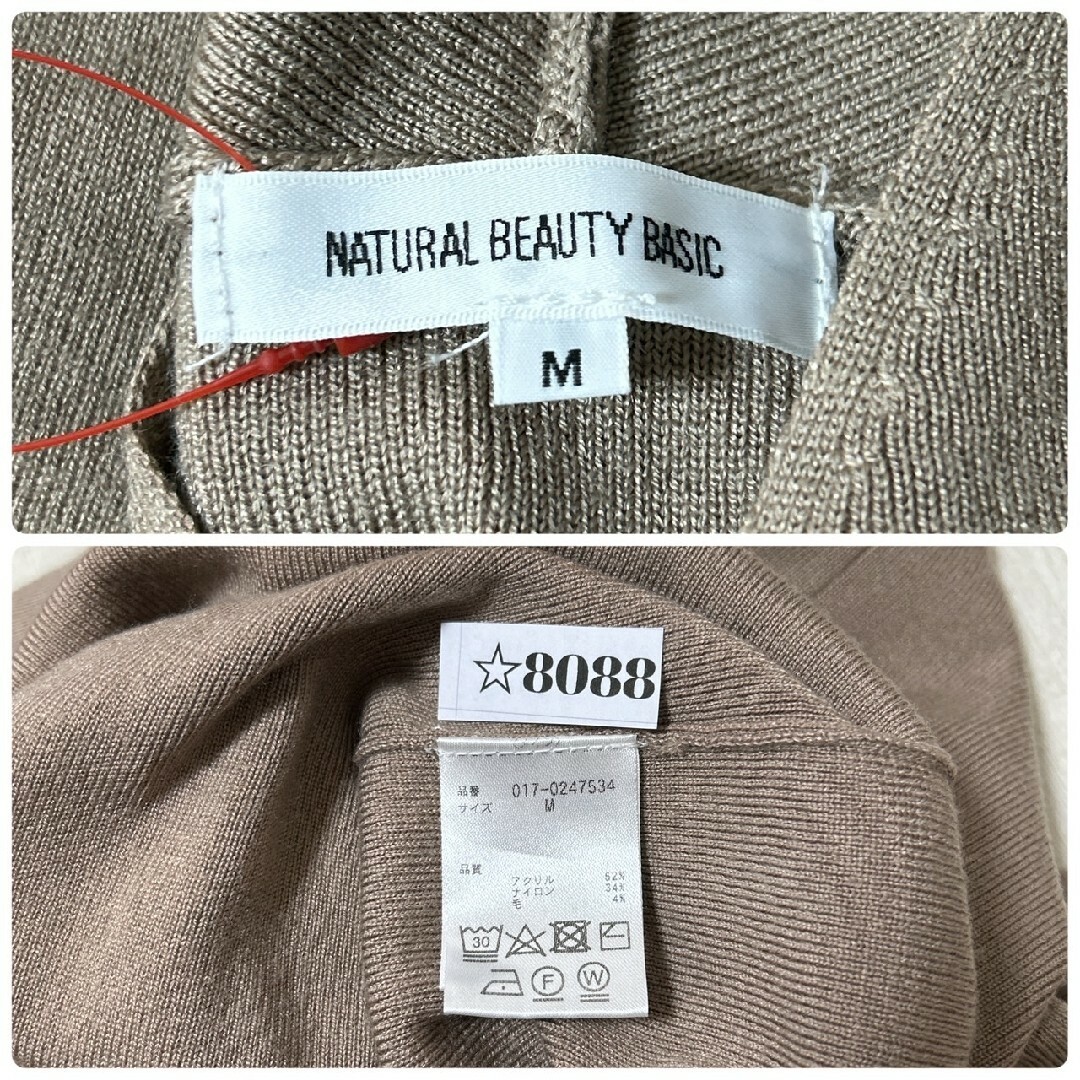 NATURAL BEAUTY BASIC
M
☆8088
品番 017-0247534
サイズ M
品質
アクリル 62%
ナイロン 34%
毛 4%
30
F W